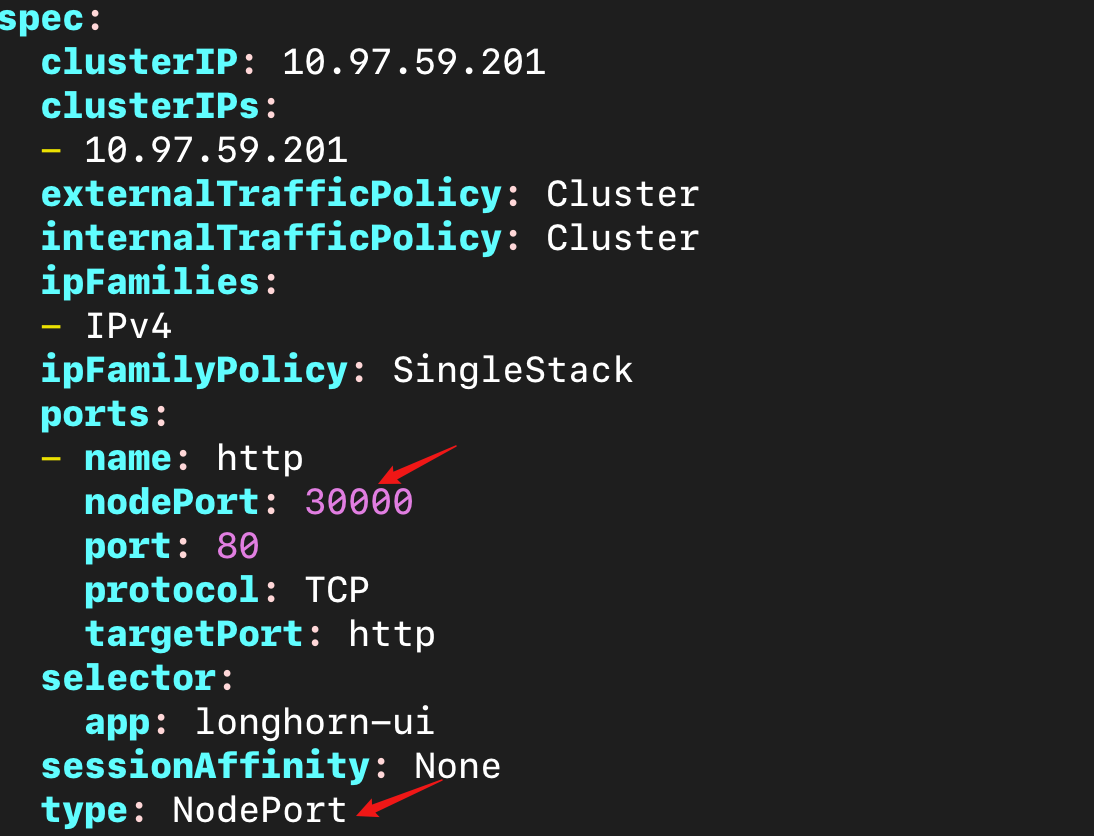 spec:
  clusterIP: 10.97.59.201
  clusterIPs:
  - 10.97.59.201
  externalTrafficPolicy: Cluster
  internalTrafficPolicy: Cluster
  ipFamilies:
  - IPv4
  ipFamilyPolicy: SingleStack
  ports:
  - name: http
    nodePort: 30000
    port: 80
    protocol: TCP
    targetPort: http
  selector:
    app: longhorn-ui
  sessionAffinity: None
  type: NodePort